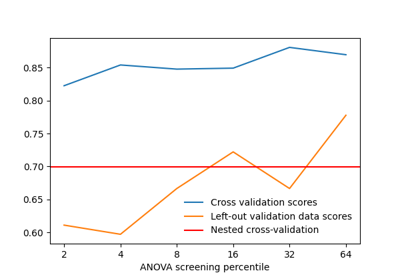 0.85
0.80
0.75
0.70
0.65
0.60
Cross validation scores
Left-out validation data scores
Nested cross-validation
2 4 8 16 32 64
ANOVA screening percentile